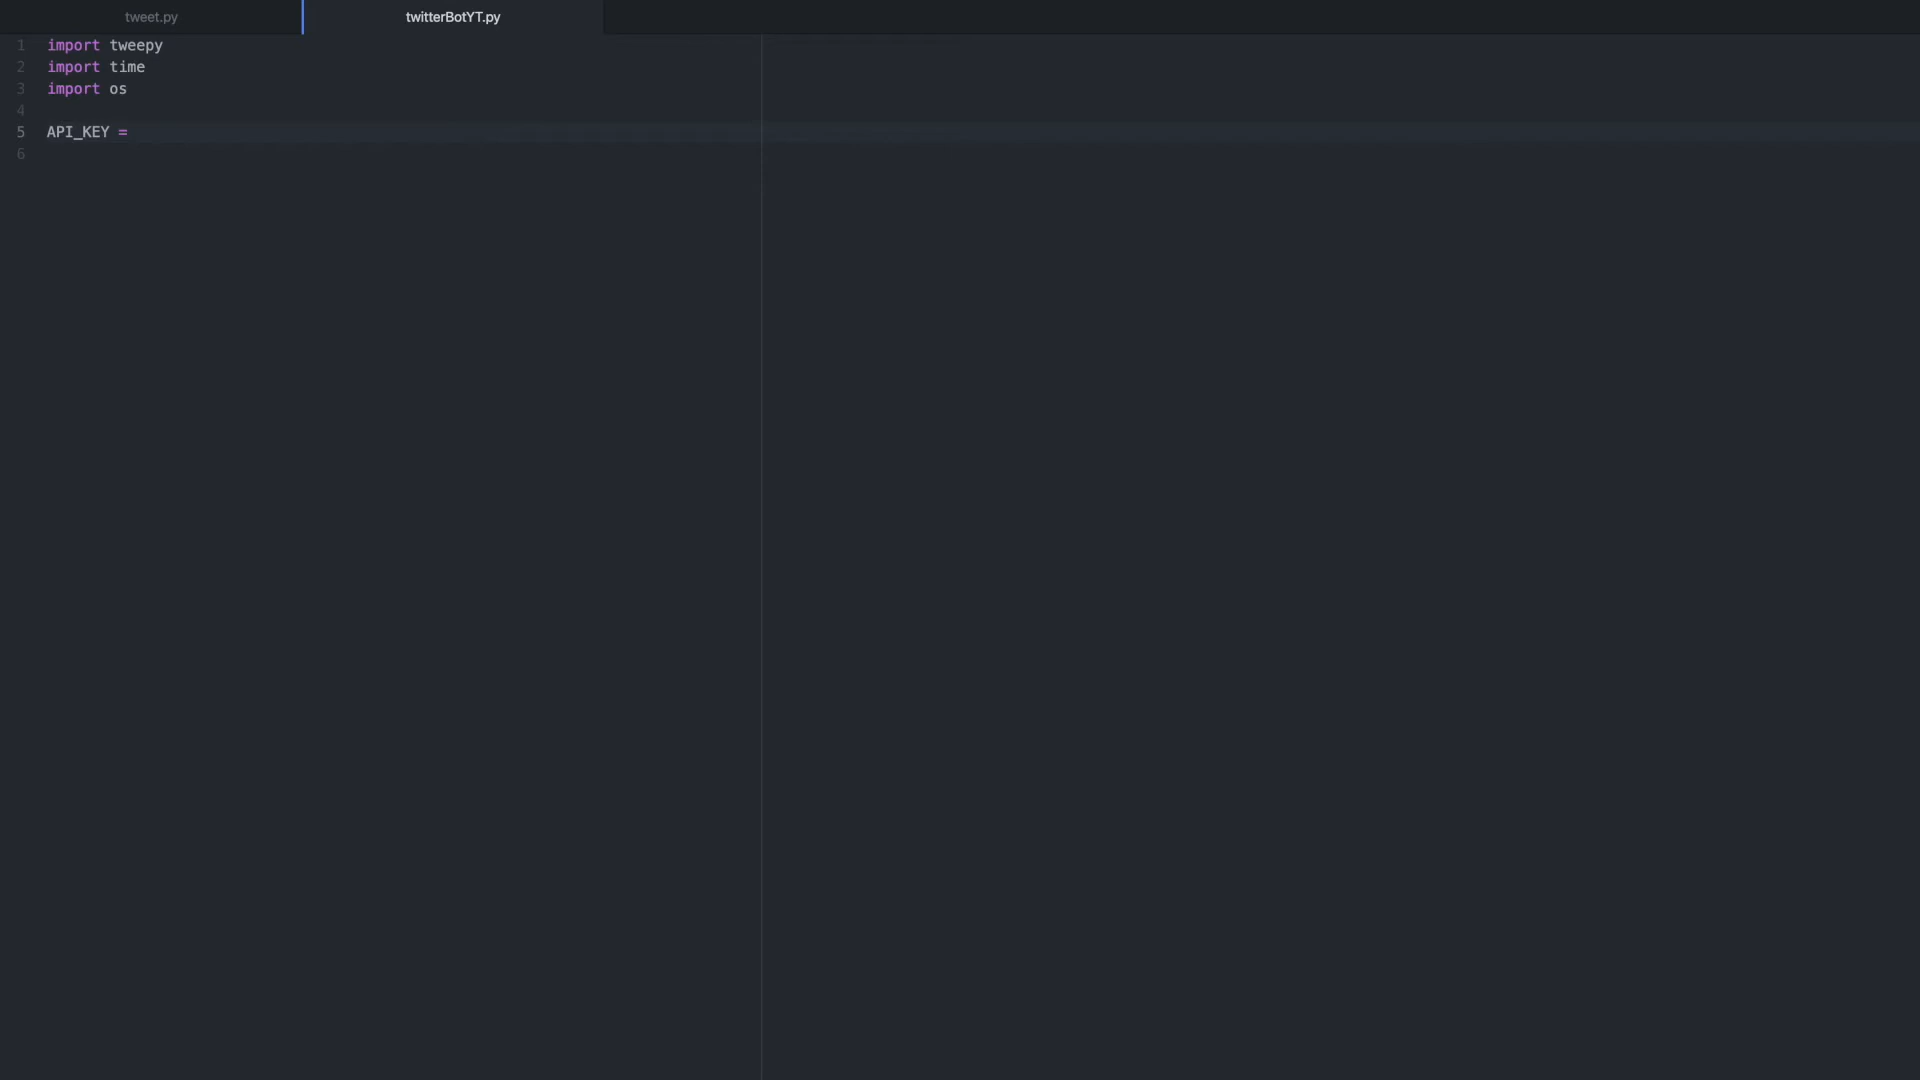 tweet.py
twitterBotYT.py
1 import tweepy
2 import time
3 import os
4
5 API_KEY =
6